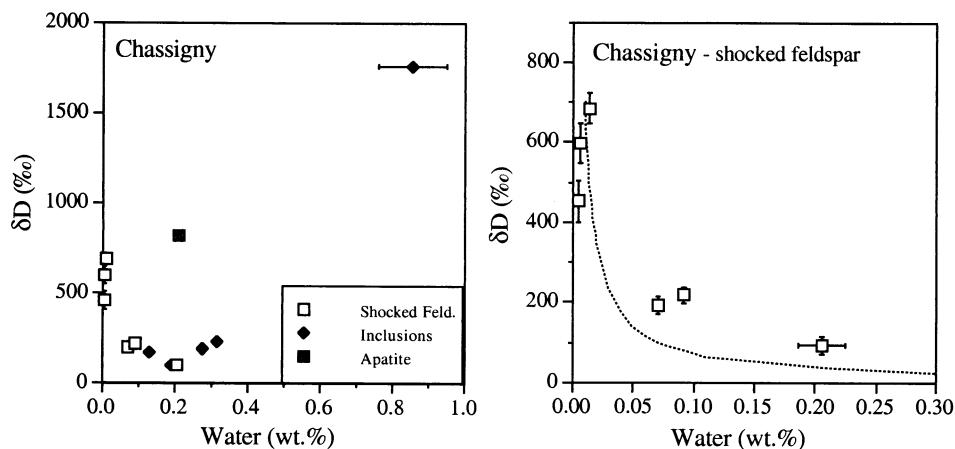 Chassigny
2000
1500
1000
500
0
δD (‰)
Shocked Feld.
Inclusions
Apatite
0.0 0.2 0.4 0.6 0.8 1.0
Water (wt.%)
Chassigny - shocked feldspar
800
600
400
200
0
δD (‰)
0.00 0.05 0.10 0.15 0.20 0.25 0.30
Water (wt.%)